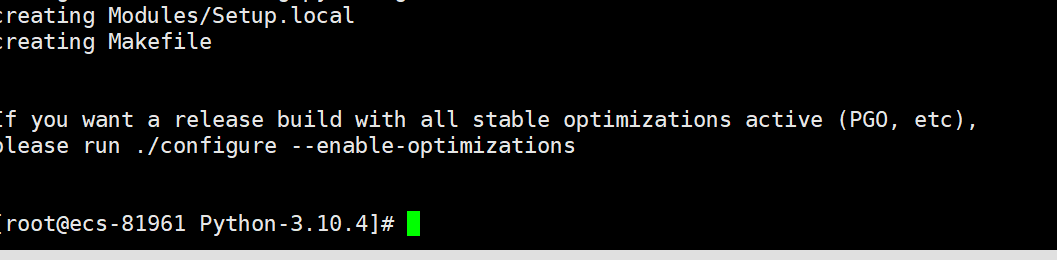 creating Modules/Setup.local
creating Makefile
If you want a release build with all stable optimizations active (PGO, etc),
please run ./configure --enable-optimizations
[root@ecs-81961 Python-3.10.4]#